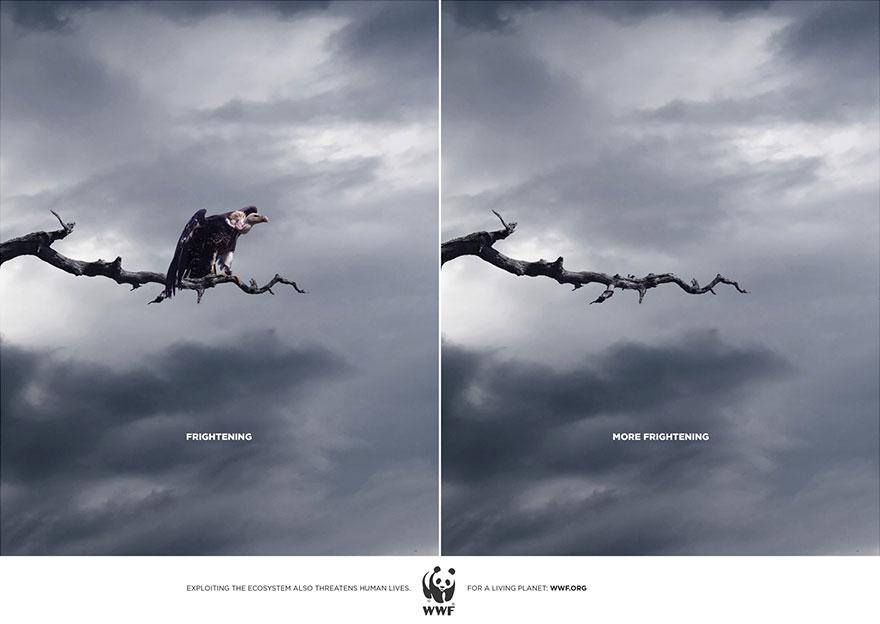 FRIGHTENING
MORE FRIGHTENING
EXPLOITING THE ECOSYSTEM ALSO THREATENS HUMAN LIVES.
WWF
FOR A LIVING PLANET: WWF.ORG